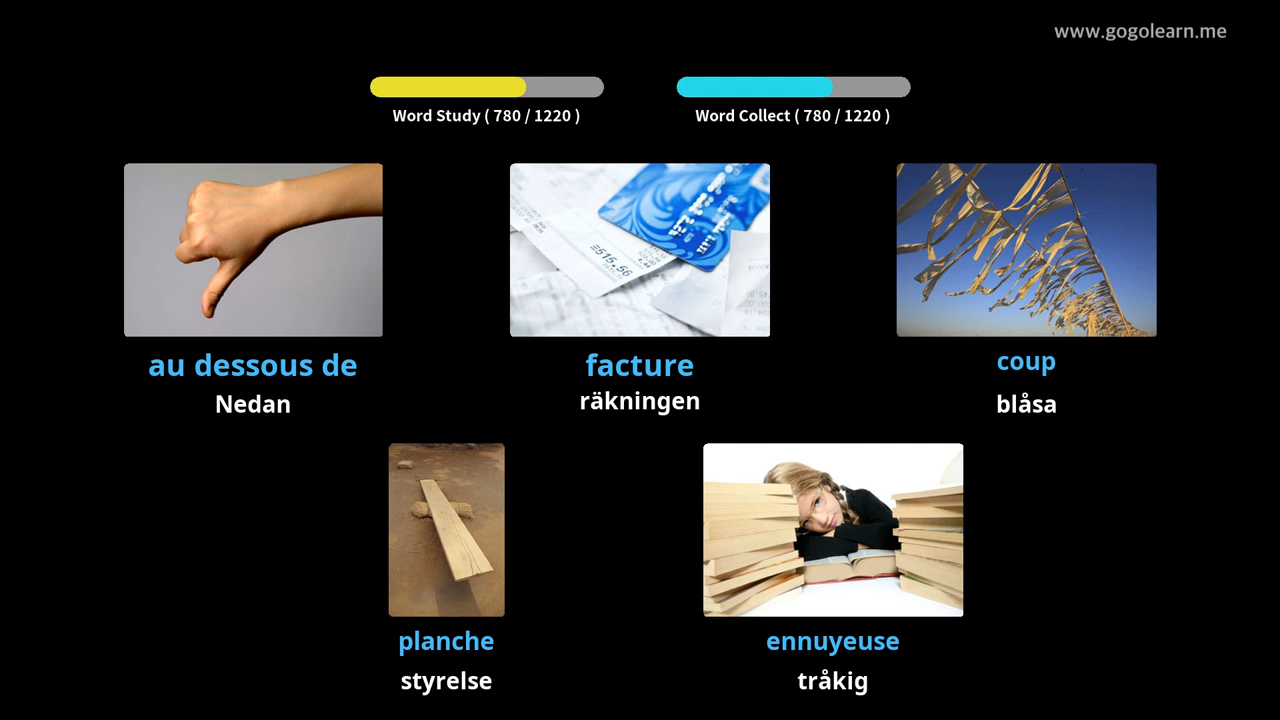 www.gogolearn.me
Word Study ( 780 / 1220 )
Word Collect ( 780 / 1220 )
au dessous de
Nedan
facture
räkningen
coup
blåsa
planche
styrelse
ennuyeuse
tråkig